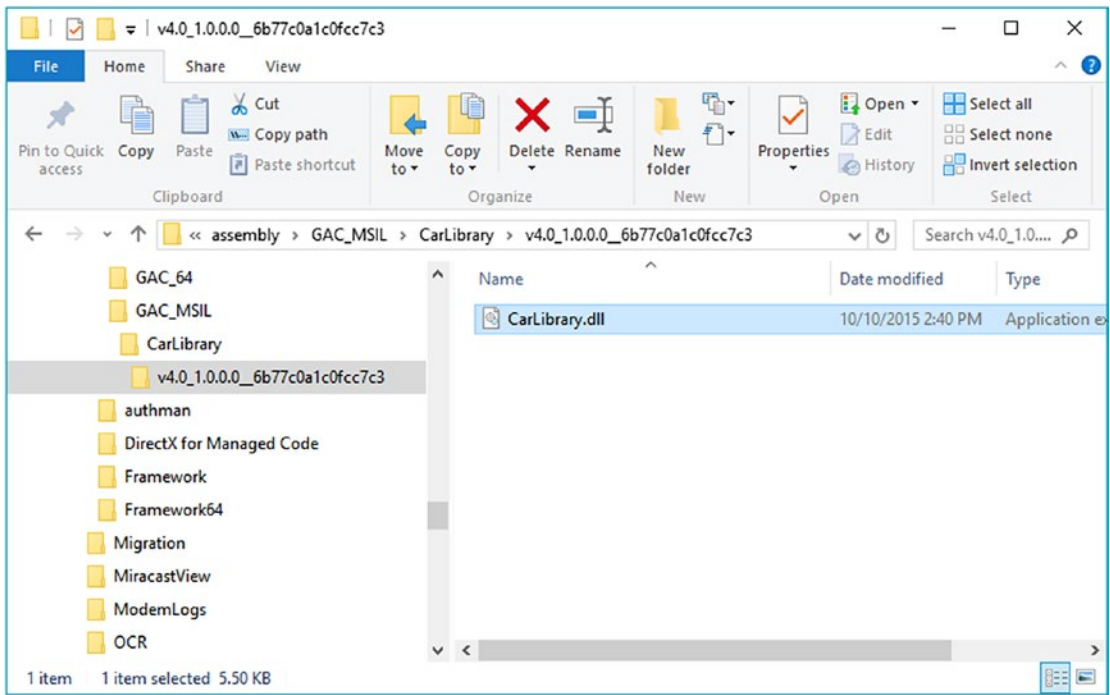 v4.0_1.0.0.0__6b77c0a1c0fcc7c3
File Home Share View
Pin to Quick access
Copy
Paste
Cut
Copy path
Paste shortcut
Clipboard
Move to
Copy to
Delete
Rename
Organize
New folder
New
Properties
Open
Edit
History
Open
Select all
Select none
Invert selection
Select
« assembly > GAC_MSIL > CarLibrary > v4.0_1.0.0.0__6b77c0a1c0fcc7c3
Search v4.0_1.0....
GAC_64
GAC_MSIL
CarLibrary
v4.0_1.0.0.0__6b77c0a1c0fcc7c3
authman
DirectX for Managed Code
Framework
Framework64
Migration
MiracastView
ModemLogs
OCR
Name Date modified Type
CarLibrary.dll 10/10/2015 2:40 PM Application ex
1 item 1 item selected 5.50 KB